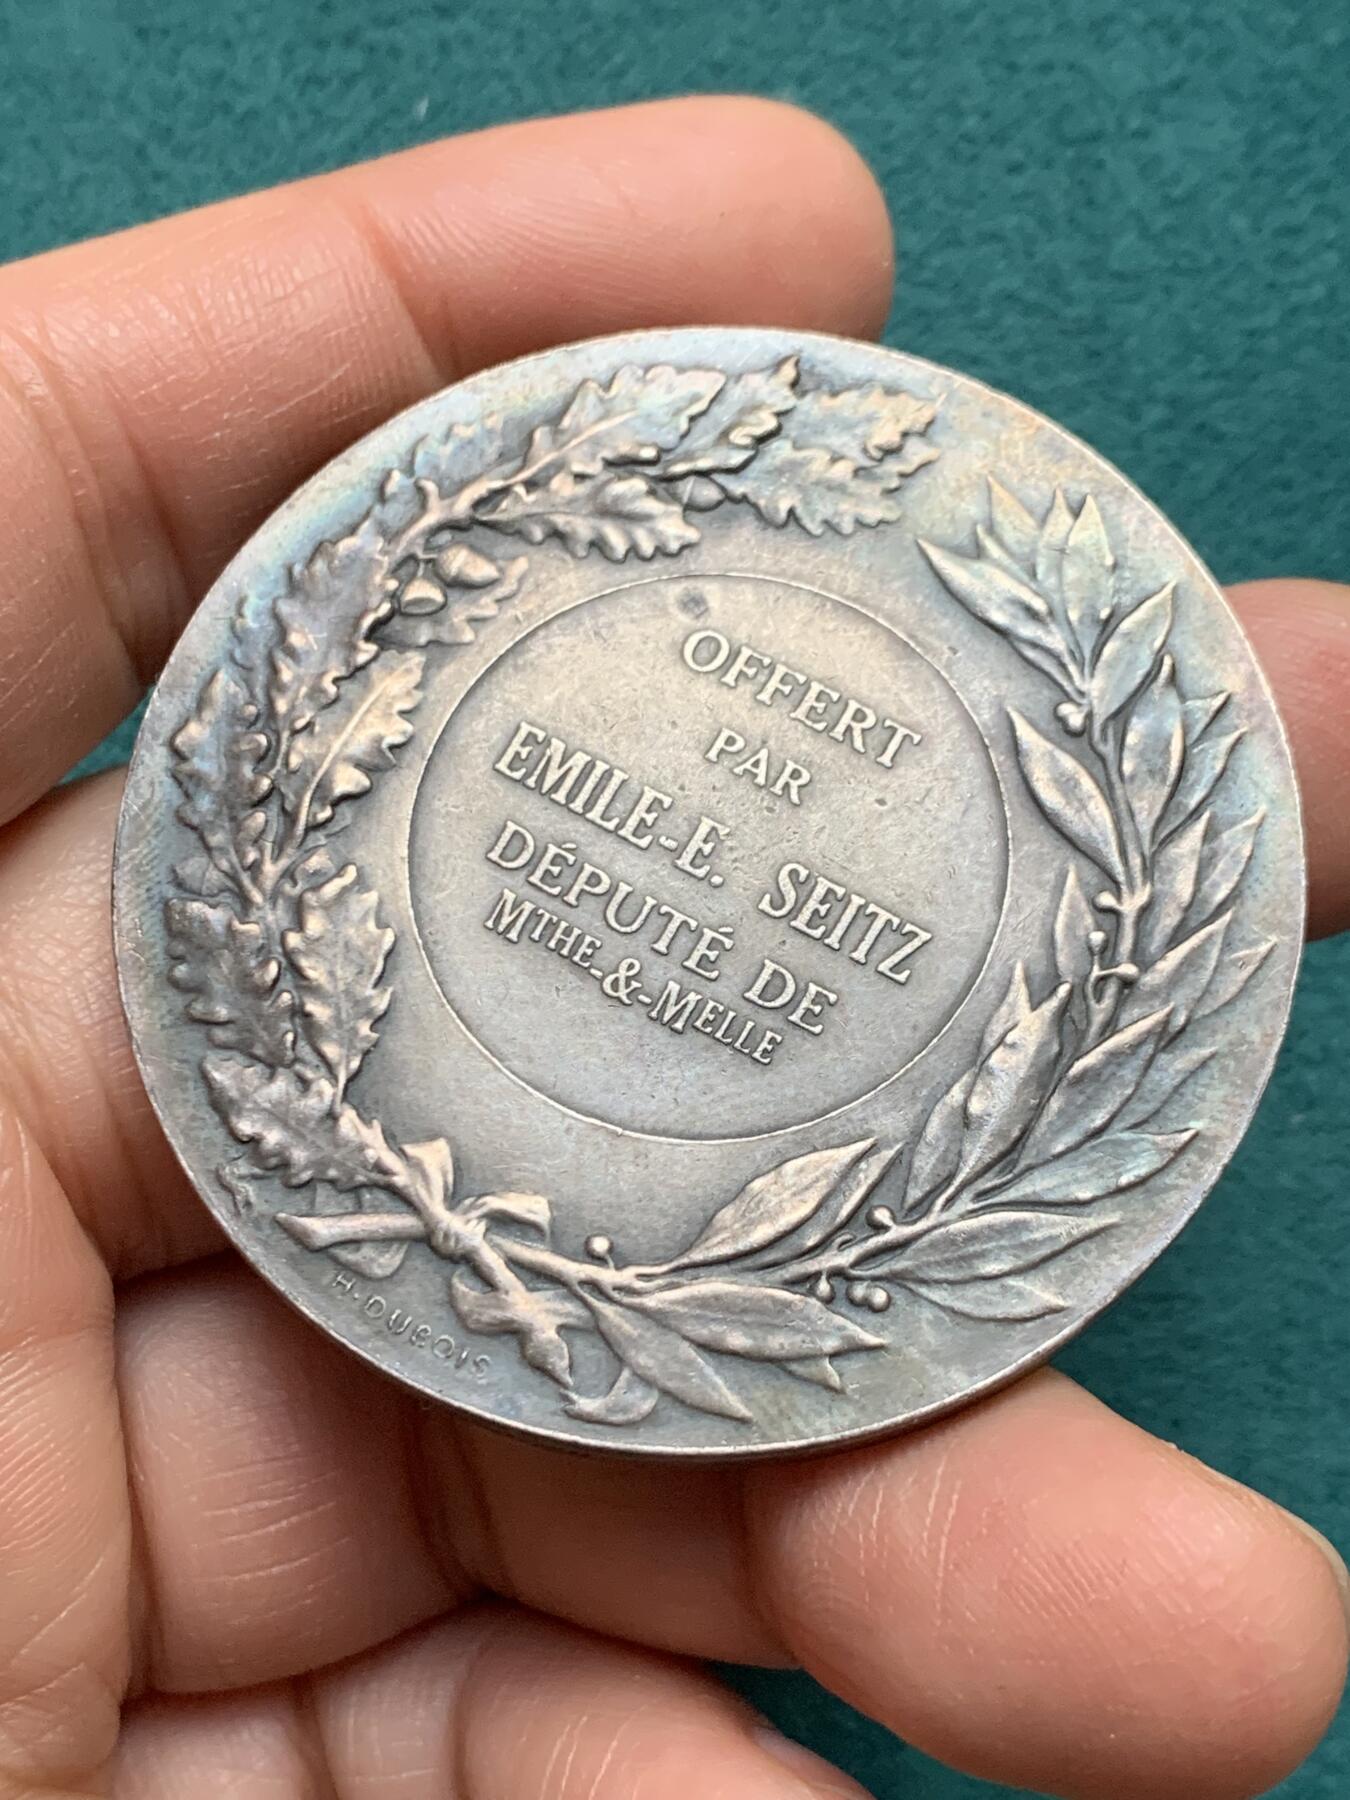 OFFERT
PAR
EMILE-E. SEITZ
DÉPUTÉ DE
MTHE-&-MELLE
H. DUBOIS